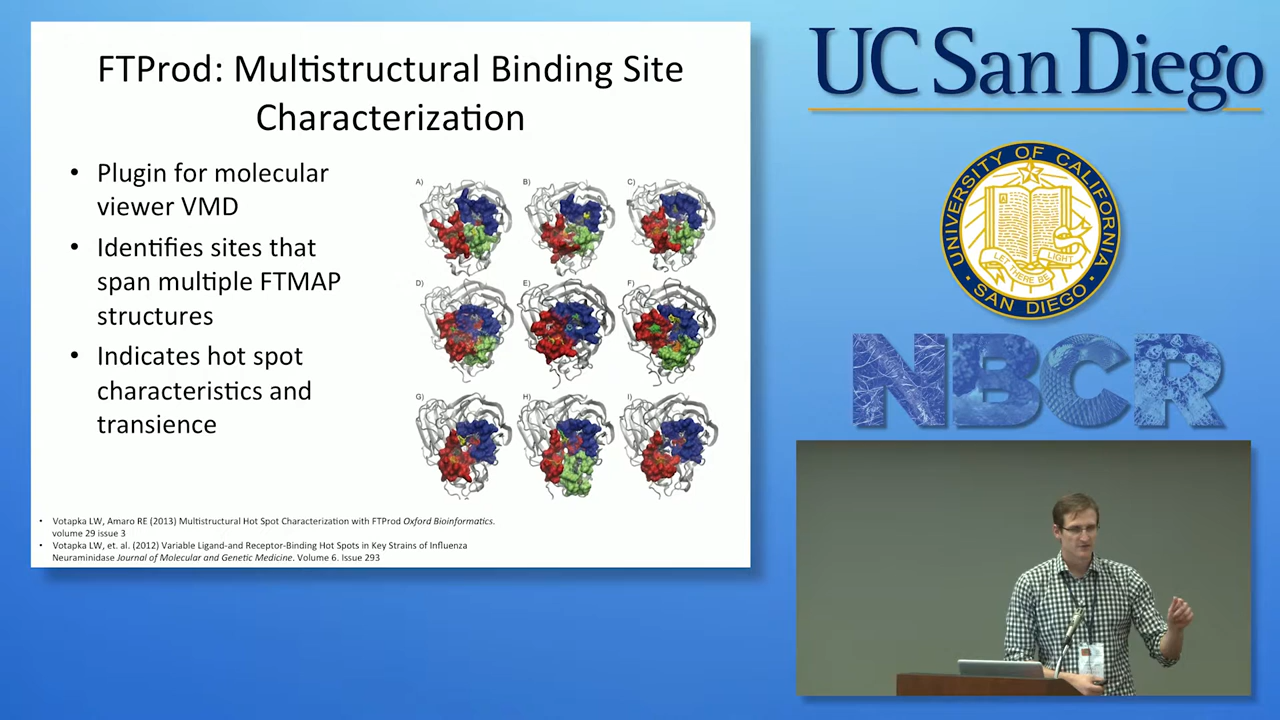 FTProd: Multistructural Binding Site
Characterization
• Plugin for molecular
viewer VMD
• Identifies sites that
span multiple FTMAP
structures
• Indicates hot spot
characteristics and
transience
A)
B)
C)
D)
E)
F)
G)
H)
I)
• Votapka LW, Amaro RE (2013) Multistructural Hot Spot Characterization with FTProd Oxford Bioinformatics.
volume 29 issue 3
• Votapka LW, et. al. (2012) Variable Ligand-and Receptor-Binding Hot Spots in Key Strains of Influenza
Neuraminidase Journal of Molecular and Genetic Medicine. Volume 6. Issue 293
UC San Diego
UNIVERSITY OF CALIFORNIA
LET THERE BE LIGHT
• SAN DIEGO •
NBCR